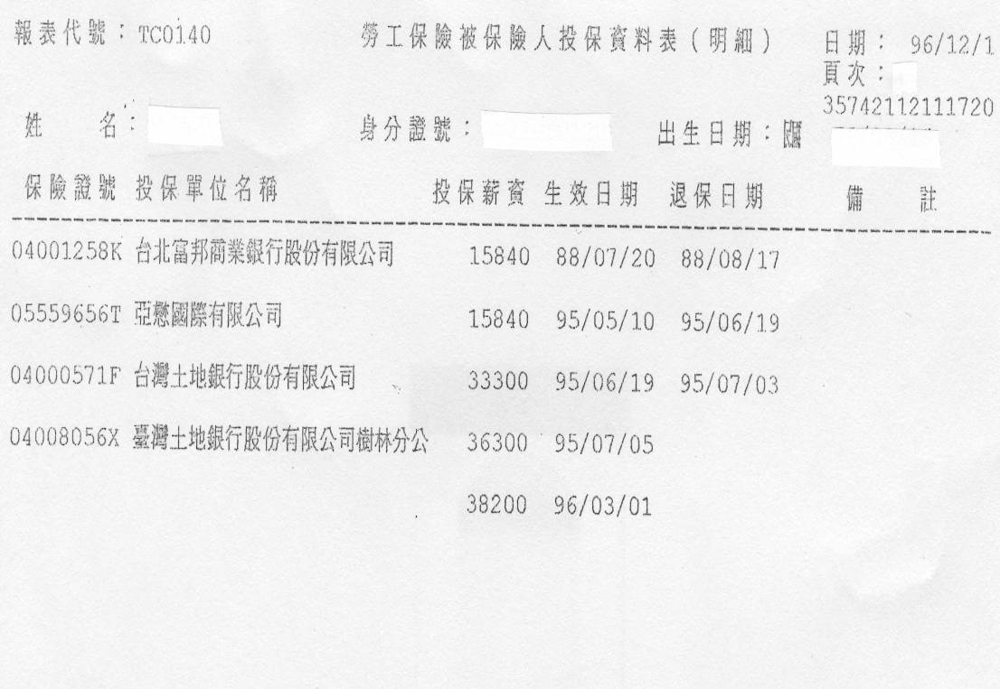 報表代號：TC0140 勞工保險被保險人投保資料表（明細） 日期： 96/12/1
頁次：
35742112111720
姓 名： 身分證號： 出生日期：民國
保險證號 投保單位名稱 投保薪資 生效日期 退保日期 備 註
04001258K 台北富邦商業銀行股份有限公司 15840 88/07/20 88/08/17
05559656T 亞懋國際有限公司 15840 95/05/10 95/06/19
04000571F 台灣土地銀行股份有限公司 33300 95/06/19 95/07/03
04008056X 臺灣土地銀行股份有限公司樹林分公 36300 95/07/05
38200 96/03/01